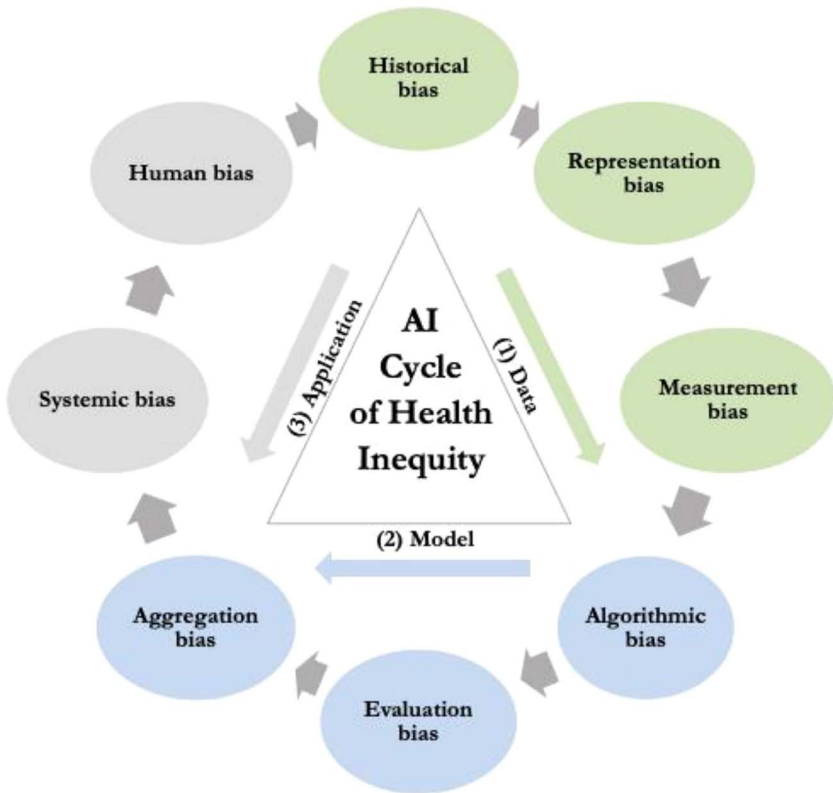 Historical
bias
Representation
bias
Measurement
bias
Algorithmic
bias
Evaluation
bias
Aggregation
bias
Systemic bias
Human bias
AI
Cycle
of Health
Inequity
(1) Data
(2) Model
(3) Application